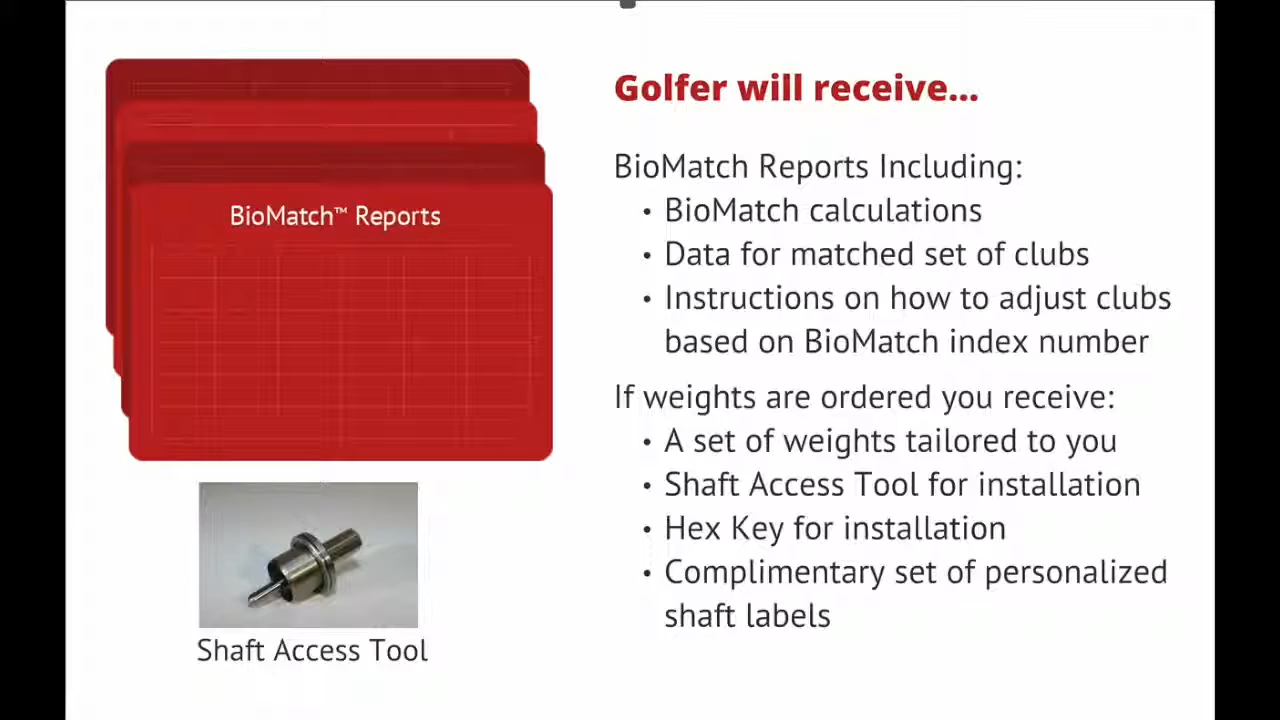 BioMatch™ Reports
Shaft Access Tool
Golfer will receive...
BioMatch Reports Including:
• BioMatch calculations
• Data for matched set of clubs
• Instructions on how to adjust clubs
based on BioMatch index number
If weights are ordered you receive:
• A set of weights tailored to you
• Shaft Access Tool for installation
• Hex Key for installation
• Complimentary set of personalized
shaft labels